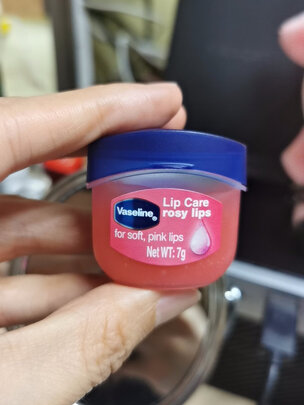 Lip Care
Vaseline®
rosy lips
for soft, pink lips
Net WT: 7g